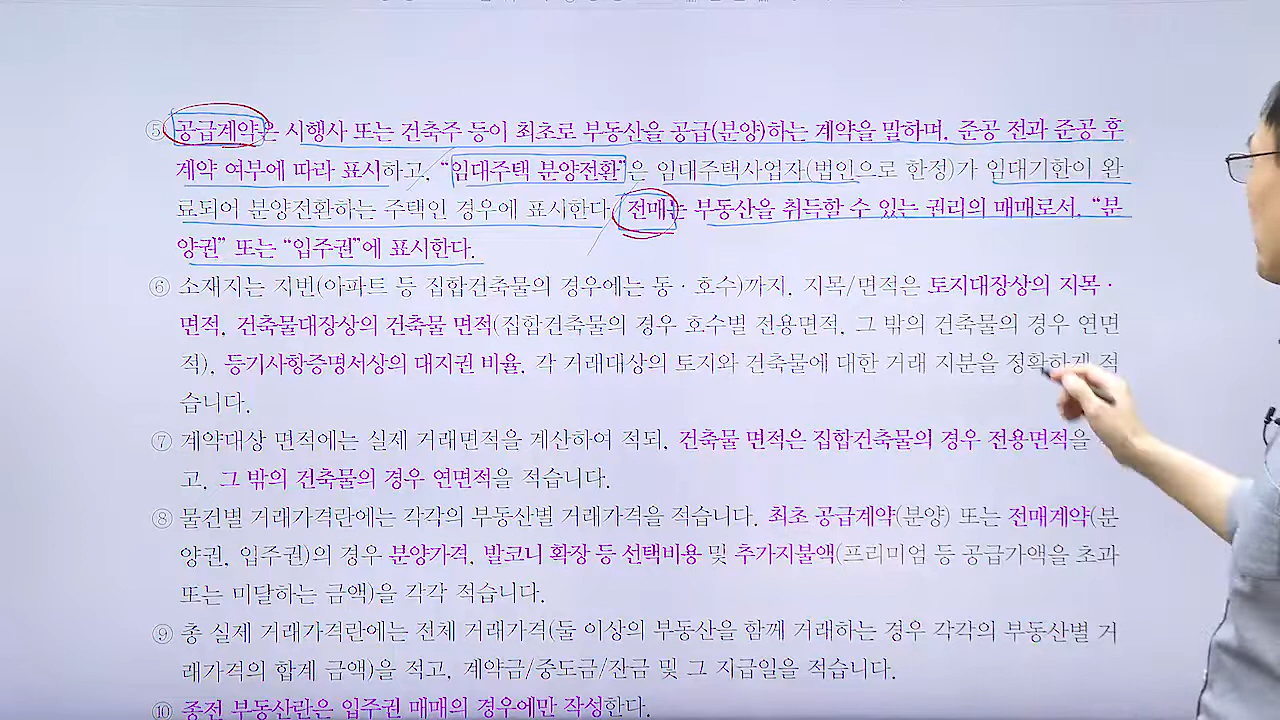 ⑤ 공급계약은 시행사 또는 건축주 등이 최초로 부동산을 공급(분양)하는 계약을 말하며, 준공 전과 준공 후
계약 여부에 따라 표시하고, “임대주택 분양전환”은 임대주택사업자(법인으로 한정)가 임대기한이 완
료되어 분양전환하는 주택인 경우에 표시한다. 전매는 부동산을 취득할 수 있는 권리의 매매로서, “분
양권” 또는 “입주권”에 표시한다.
⑥ 소재지는 지번(아파트 등 집합건축물의 경우에는 동·호수)까지, 지목/면적은 토지대장상의 지목·
면적, 건축물대장상의 건축물 면적(집합건축물의 경우 호수별 전용면적, 그 밖의 건축물의 경우 연면
적), 등기사항증명서상의 대지권 비율, 각 거래대상의 토지와 건축물에 대한 거래 지분을 정확하게 적
습니다.
⑦ 계약대상 면적에는 실제 거래면적을 계산하여 적되, 건축물 면적은 집합건축물의 경우 전용면적을
고, 그 밖의 건축물의 경우 연면적을 적습니다.
⑧ 물건별 거래가격란에는 각각의 부동산별 거래가격을 적습니다. 최초 공급계약(분양) 또는 전매계약(분
양권, 입주권)의 경우 분양가격, 발코니 확장 등 선택비용 및 추가지불액(프리미엄 등 공급가액을 초과
또는 미달하는 금액)을 각각 적습니다.
⑨ 총 실제 거래가격란에는 전체 거래가격(둘 이상의 부동산을 함께 거래하는 경우 각각의 부동산별 거
래가격의 합계 금액)을 적고, 계약금/중도금/잔금 및 그 지급일을 적습니다.
⑩ 종전 부동산란은 입주권 매매의 경우에만 작성한다.